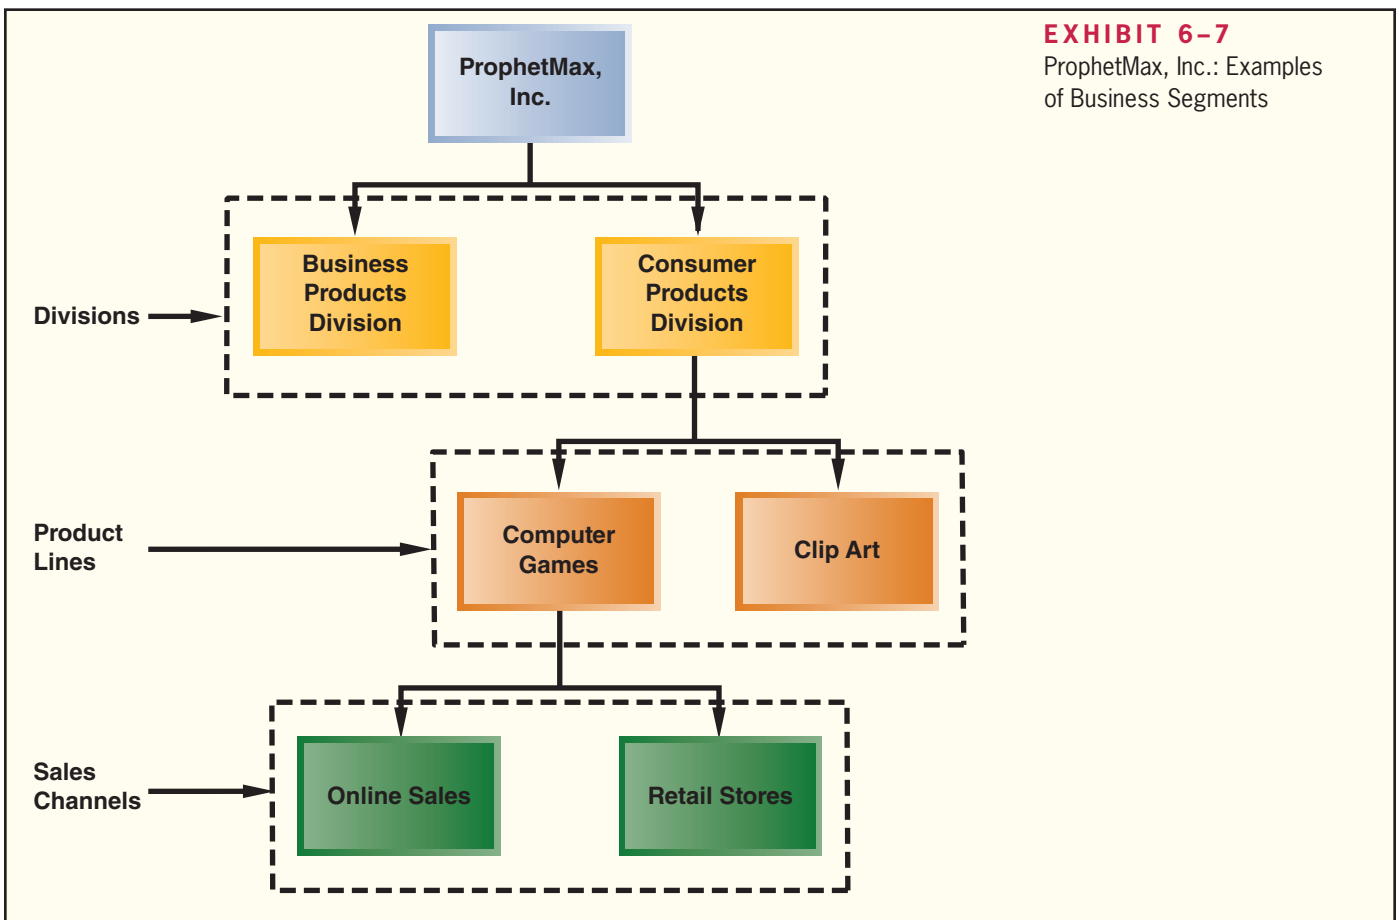 EXHIBIT 6–7
ProphetMax, Inc.: Examples
of Business Segments
ProphetMax,
Inc.
Divisions
Business
Products
Division
Consumer
Products
Division
Product
Lines
Computer
Games
Clip Art
Sales
Channels
Online Sales
Retail Stores